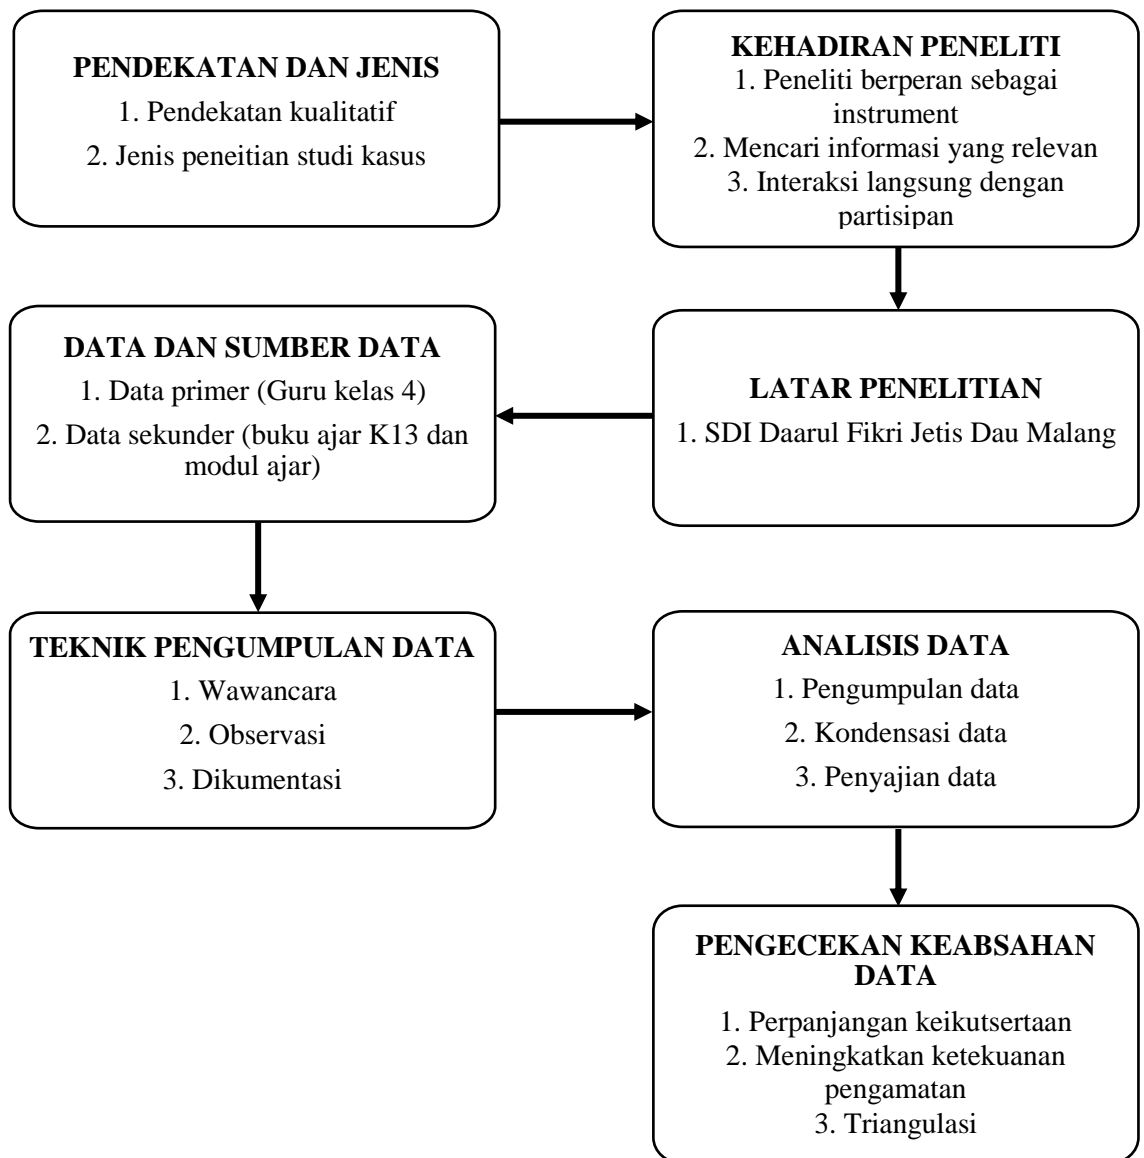 PENDEKATAN DAN JENIS
1. Pendekatan kualitatif
2. Jenis peneitian studi kasus
KEHADIRAN PENELITI
1. Peneliti berperan sebagai
instrument
2. Mencari informasi yang relevan
3. Interaksi langsung dengan
partisipan
LATAR PENELITIAN
1. SDI Daarul Fikri Jetis Dau Malang
DATA DAN SUMBER DATA
1. Data primer (Guru kelas 4)
2. Data sekunder (buku ajar K13 dan
modul ajar)
TEKNIK PENGUMPULAN DATA
1. Wawancara
2. Observasi
3. Dikumentasi
ANALISIS DATA
1. Pengumpulan data
2. Kondensasi data
3. Penyajian data
PENGECEKAN KEABSAHAN
DATA
1. Perpanjangan keikutsertaan
2. Meningkatkan ketekuanan
pengamatan
3. Triangulasi